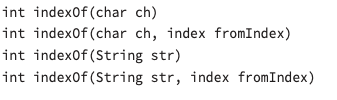 int indexOf(char ch)
int indexOf(char ch, index fromIndex)
int indexOf(String str)
int indexOf(String str, index fromIndex)